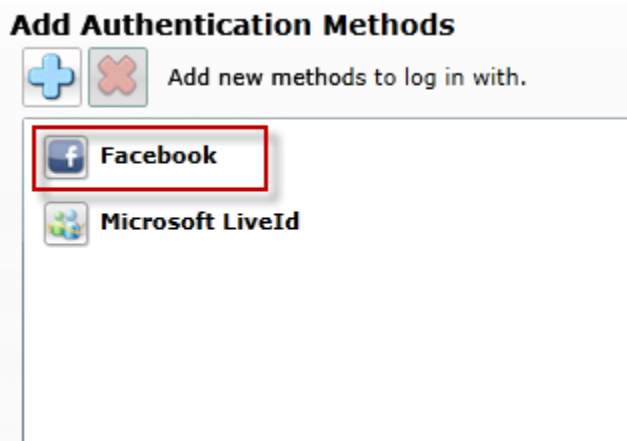 Add Authentication Methods
Add new methods to log in with.
Facebook
Microsoft LiveId